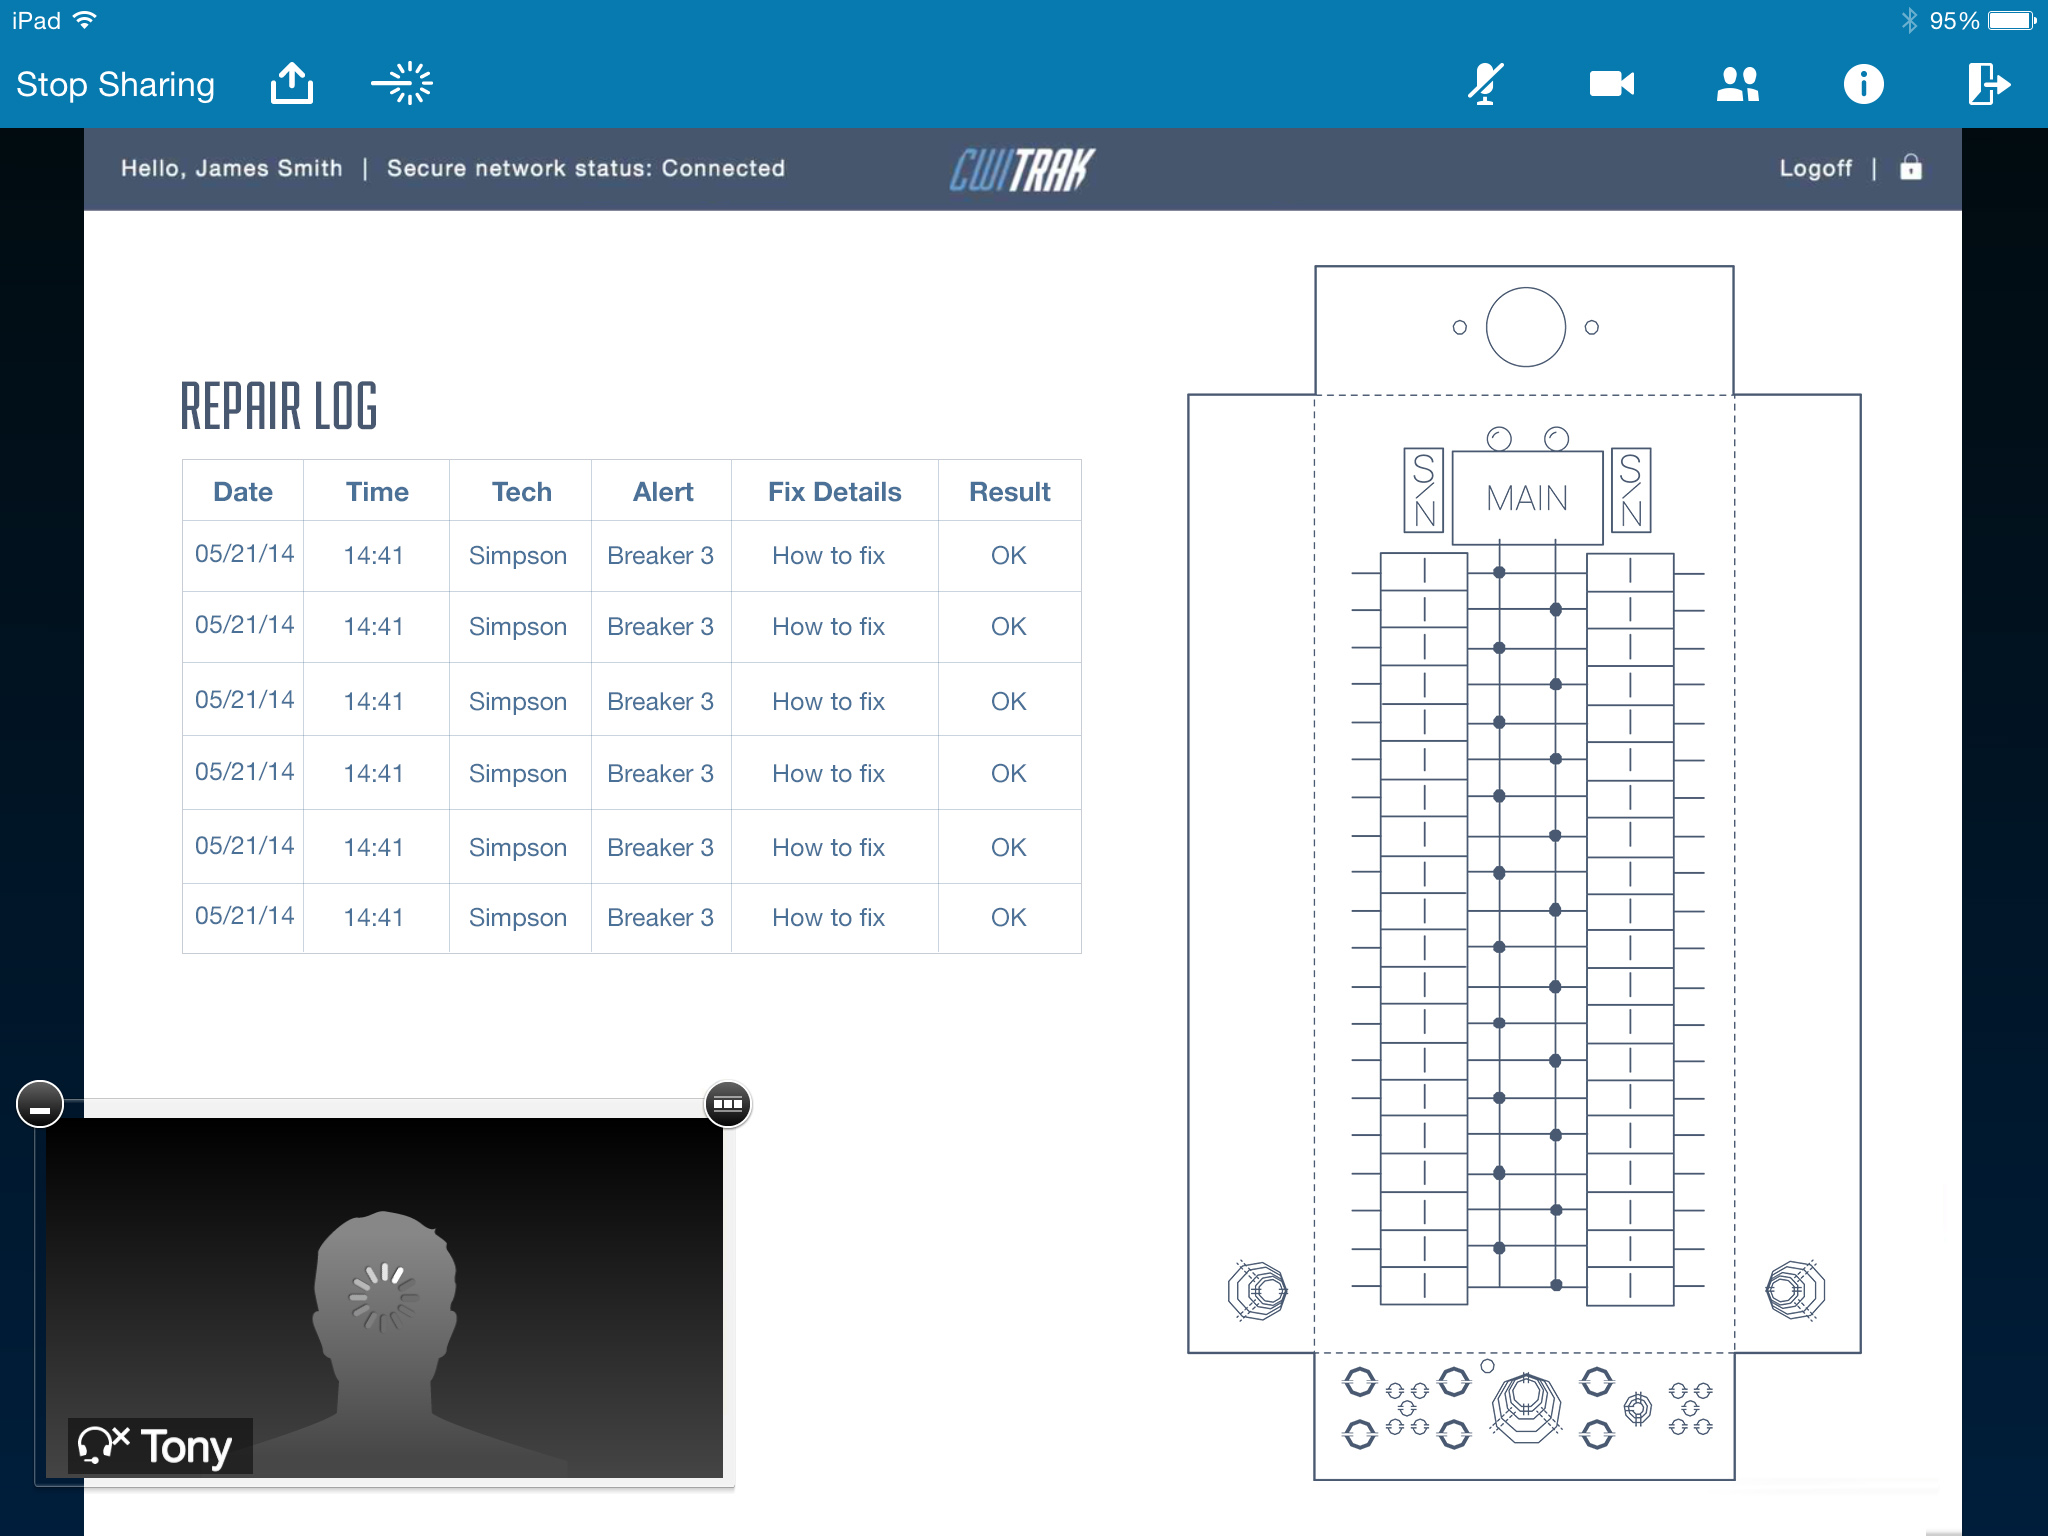 iPad 95%
Stop Sharing
Hello, James Smith | Secure network status: Connected CWITRAK Logoff |
REPAIR LOG
Date Time Tech Alert Fix Details Result
05/21/14 14:41 Simpson Breaker 3 How to fix OK
05/21/14 14:41 Simpson Breaker 3 How to fix OK
05/21/14 14:41 Simpson Breaker 3 How to fix OK
05/21/14 14:41 Simpson Breaker 3 How to fix OK
05/21/14 14:41 Simpson Breaker 3 How to fix OK
05/21/14 14:41 Simpson Breaker 3 How to fix OK
S/N MAIN S/N
Tony